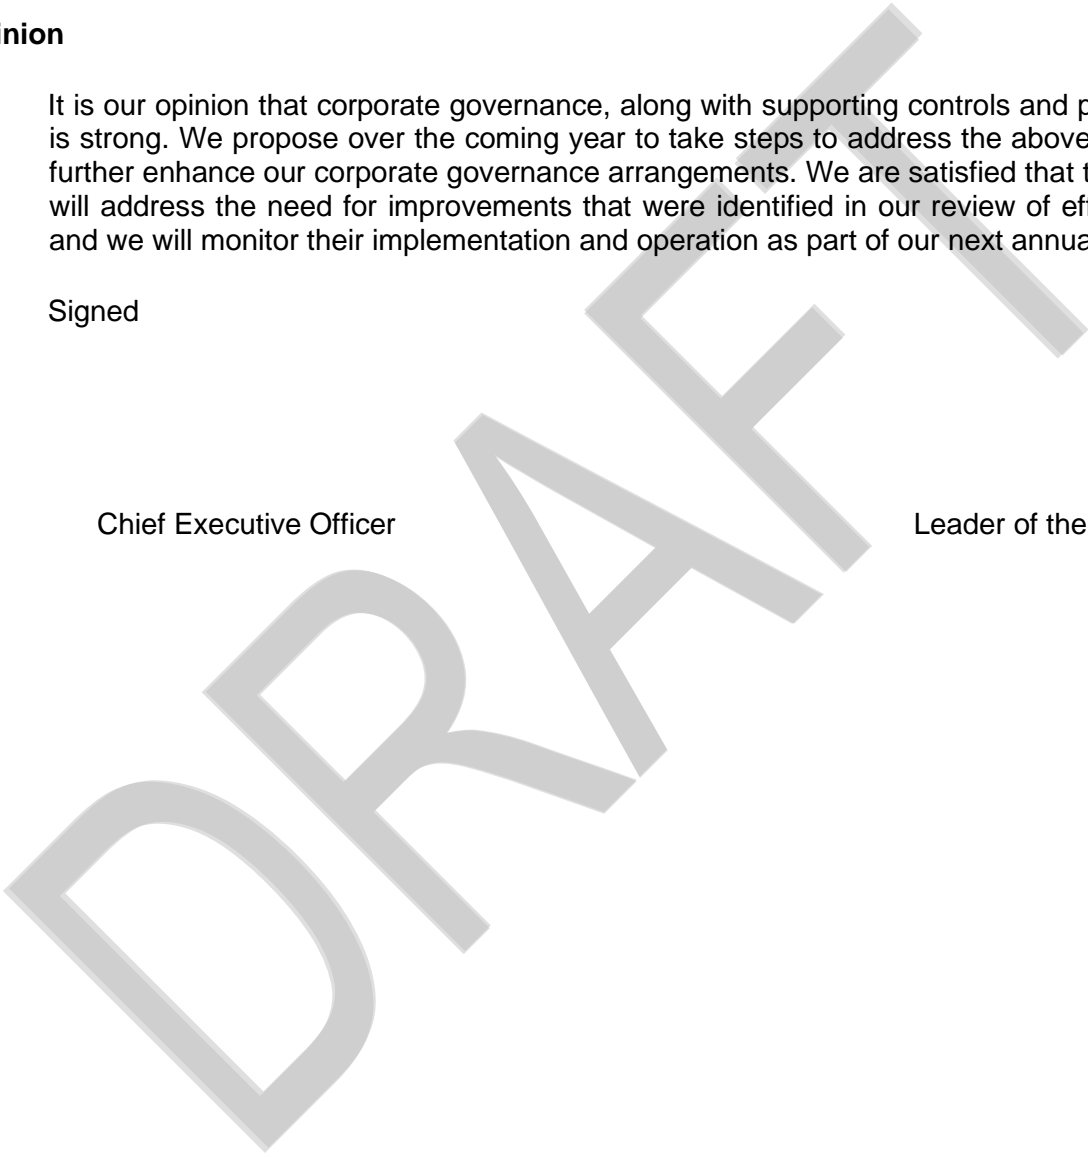 inion
It is our opinion that corporate governance, along with supporting controls and p
is strong. We propose over the coming year to take steps to address the above
further enhance our corporate governance arrangements. We are satisfied that t
will address the need for improvements that were identified in our review of eff
and we will monitor their implementation and operation as part of our next annua
Signed
Chief Executive Officer Leader of the
DRAFT